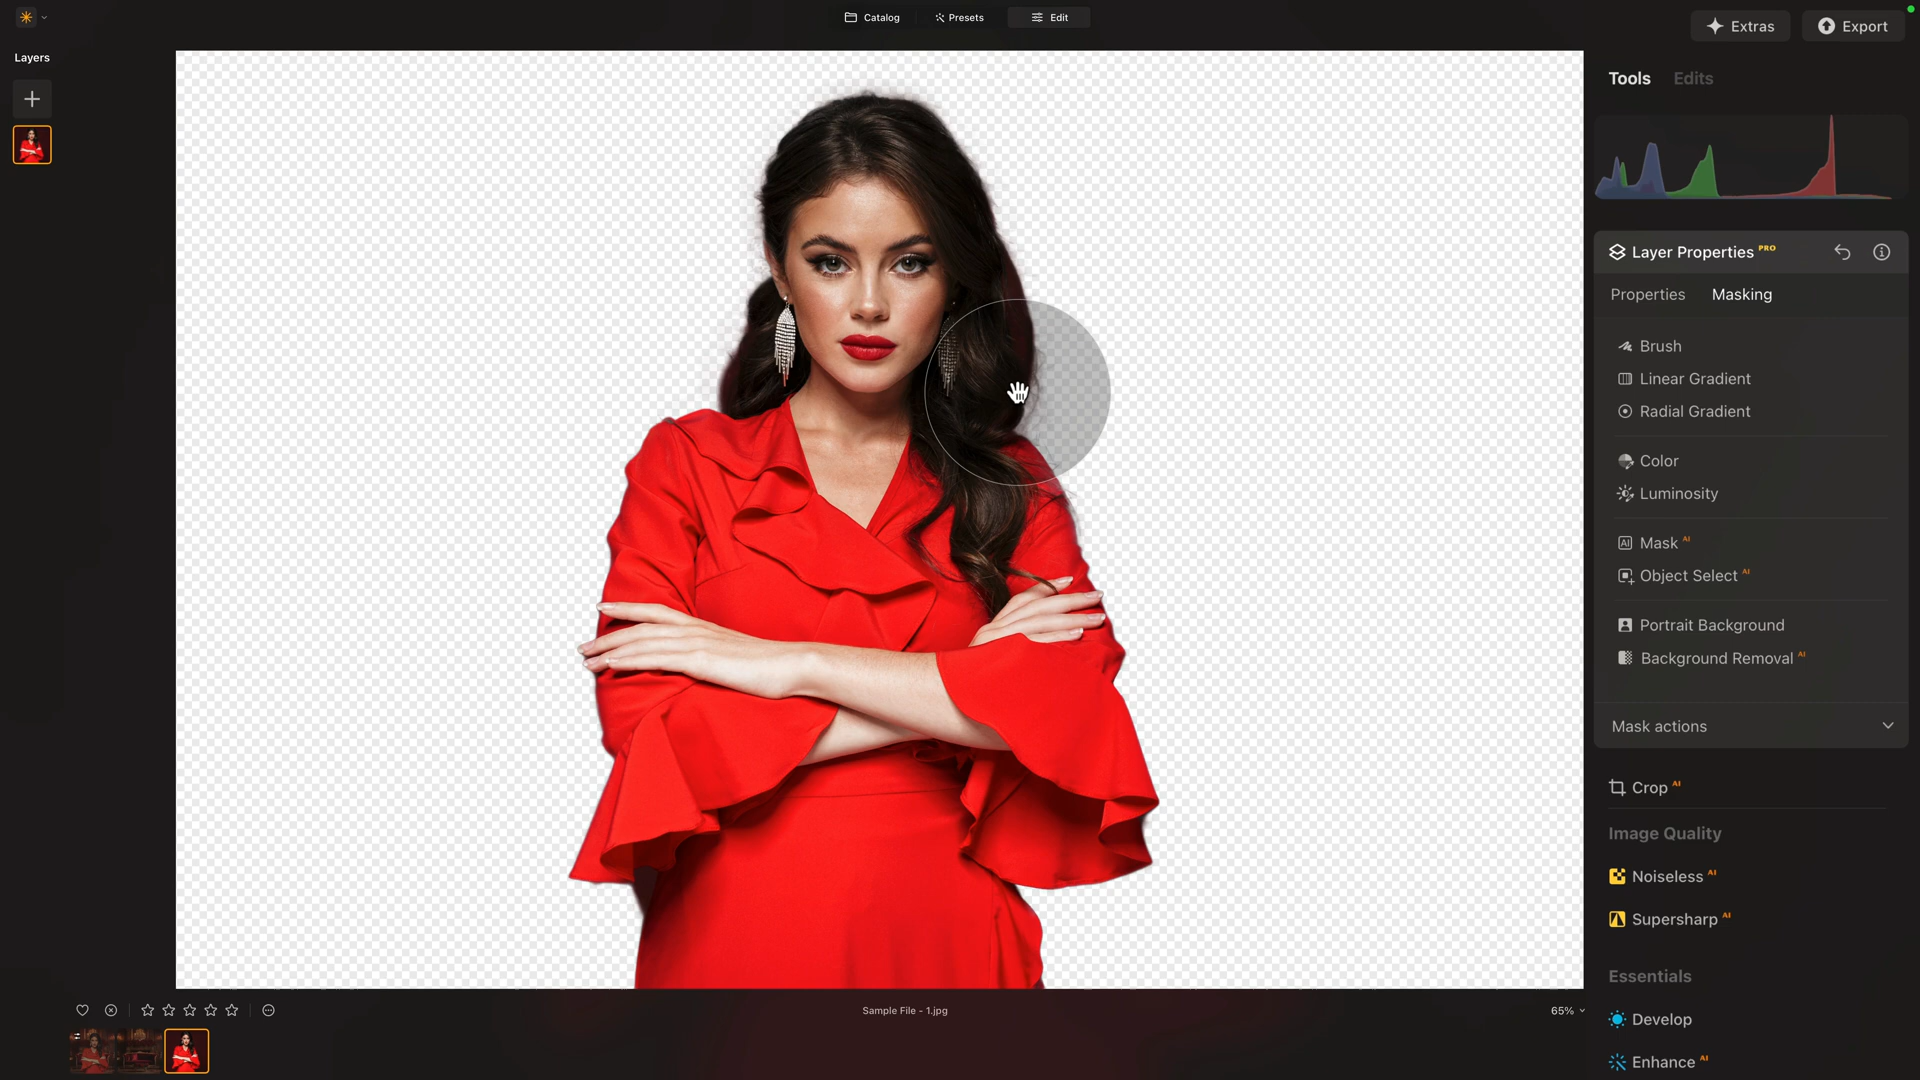 Catalog
Presets
Edit
Extras
Export
Layers
Tools
Edits
Layer Properties PRO
Properties
Masking
Brush
Linear Gradient
Radial Gradient
Color
Luminosity
AI Mask AI
Object Select AI
Portrait Background
Background Removal AI
Mask actions
Crop AI
Image Quality
Noiseless AI
Supersharp AI
Essentials
Develop
Enhance AI
Sample File - 1.jpg
65%